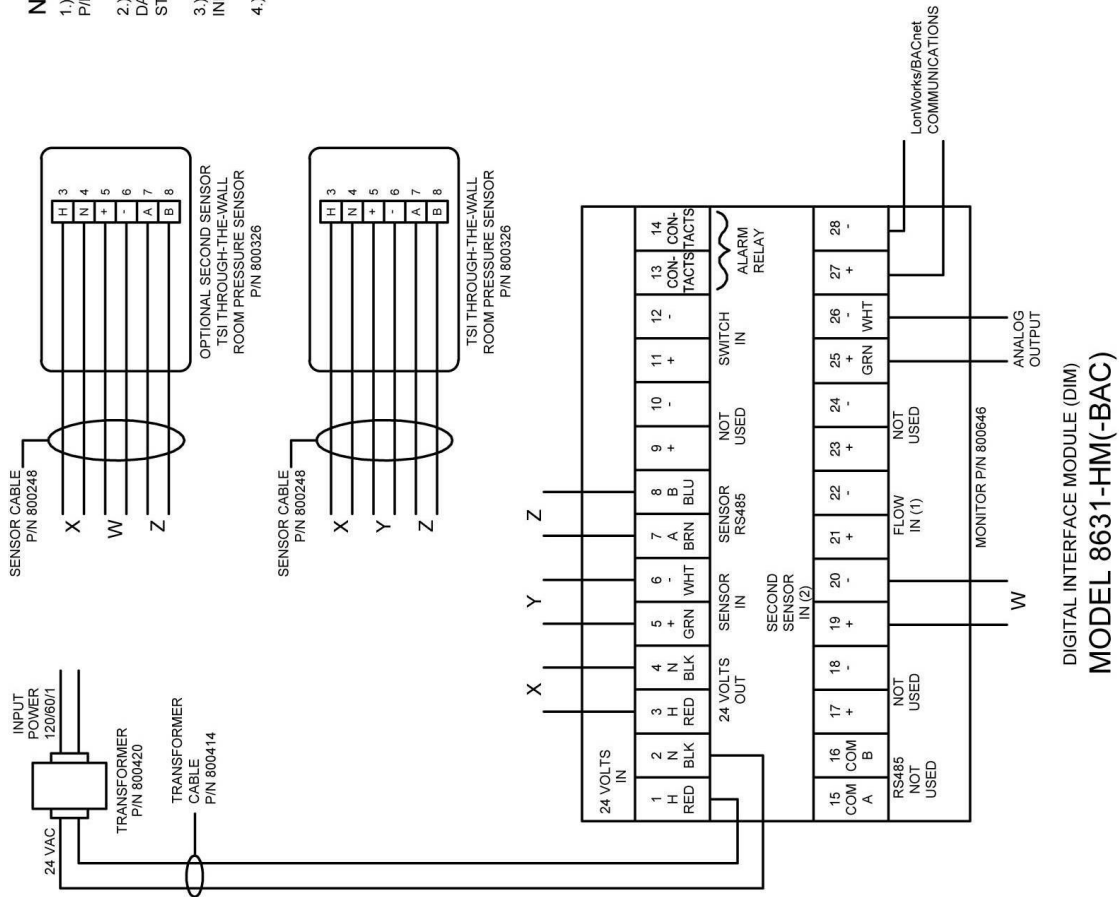 N
1.)
P/
2.)
DA
ST
3.)
IN
4.)
INPUT
POWER
120/60/1
24 VAC
TRANSFORMER
P/N 800420
TRANSFORMER
CABLE
P/N 800414
SENSOR CABLE
P/N 800248
X
W
Z
H 3
N 4
+ 5
- 6
A 7
B 8
OPTIONAL SECOND SENSOR
TSI THROUGH-THE-WALL
ROOM PRESSURE SENSOR
P/N 800326
SENSOR CABLE
P/N 800248
X
Y
Z
H 3
N 4
+ 5
- 6
A 7
B 8
TSI THROUGH-THE-WALL
ROOM PRESSURE SENSOR
P/N 800326
X Y Z
24 VOLTS
IN
1 2 3 4 5 6 7 8 9 10 11 12 13 14
H N H N + - A B + - + - CON-TACTS CON-TACTS
RED BLK RED BLK GRN WHT BRN BLU
24 VOLTS
OUT
SENSOR
IN
SENSOR
RS485
NOT
USED
SWITCH
IN
ALARM
RELAY
SECOND
SENSOR
IN (2)
15 16 17 18 19 20 21 22 23 24 25 26 27 28
COM A COM B + - + - + - + - + - + -
GRN WHT
RS485
NOT
USED
NOT
USED
FLOW
IN (1)
NOT
USED
MONITOR P/N 800646
W
ANALOG
OUTPUT
LonWorks/BACnet
COMMUNICATIONS
DIGITAL INTERFACE MODULE (DIM)
MODEL 8631-HM(-BAC)